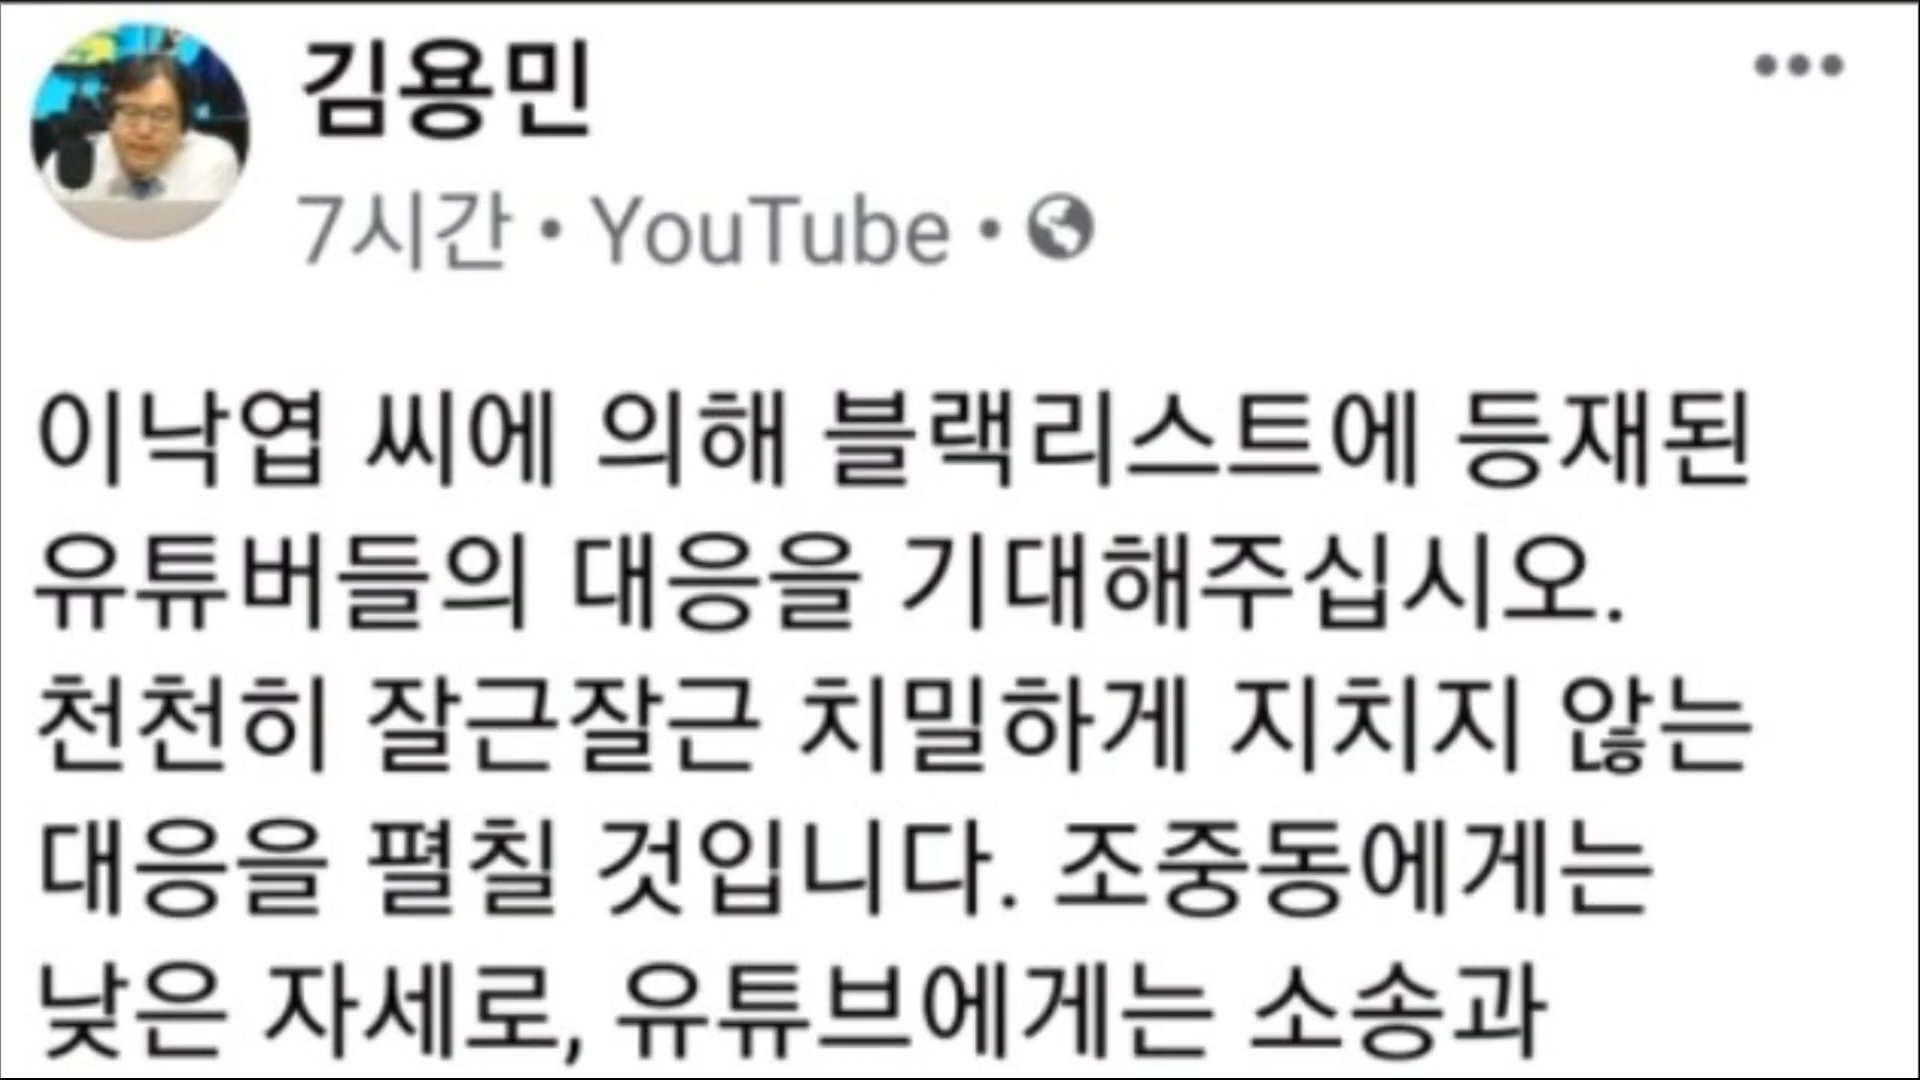 김용민
7시간 • YouTube •
이낙엽 씨에 의해 블랙리스트에 등재된
유튜버들의 대응을 기대해주십시오.
천천히 잘근잘근 치밀하게 지치지 않는
대응을 펼칠 것입니다. 조중동에게는
낮은 자세로, 유튜브에게는 소송과